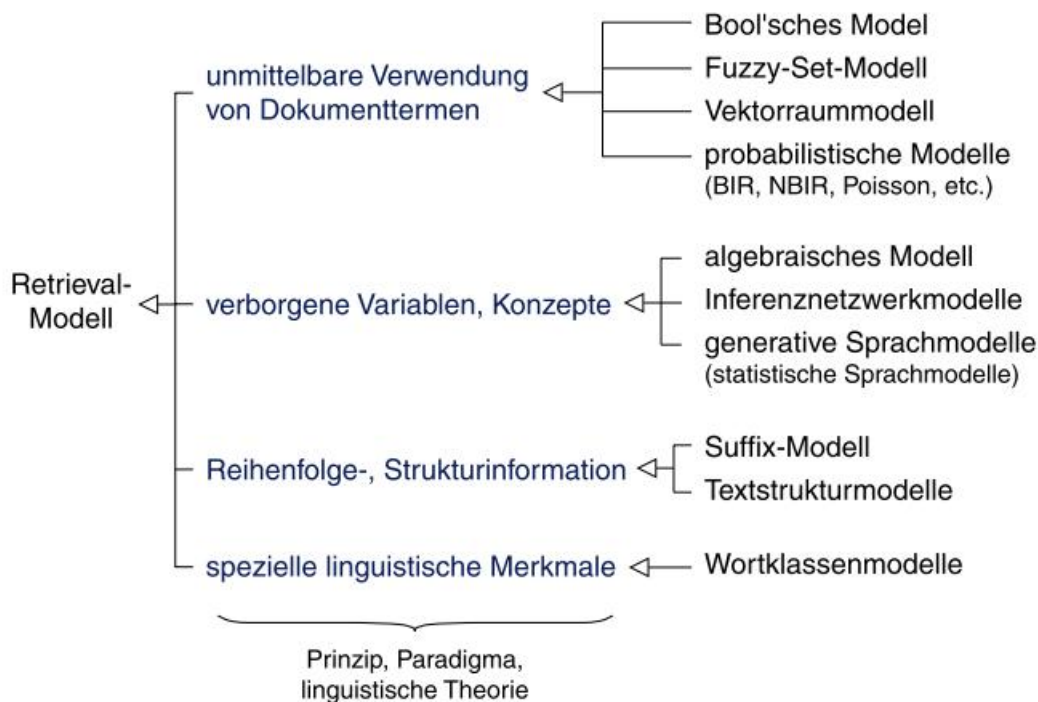 Bool'sches Model
unmittelbare Verwendung
von Dokumenttermen
Fuzzy-Set-Modell
Vektorraummodell
probabilistische Modelle
(BIR, NBIR, Poisson, etc.)
Retrieval-
Modell
verborgene Variablen, Konzepte
algebraisches Modell
Inferenznetzwerkmodelle
generative Sprachmodelle
(statistische Sprachmodelle)
Reihenfolge-, Strukturinformation
Suffix-Modell
Textstrukturmodelle
spezielle linguistische Merkmale
Wortklassenmodelle
Prinzip, Paradigma,
linguistische Theorie